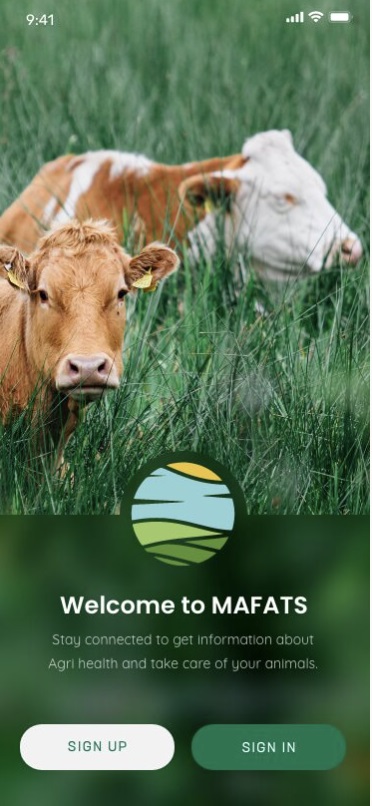 9:41
Welcome to MAFATS
Stay connected to get information about
Agri health and take care of your animals.
SIGN UP
SIGN IN